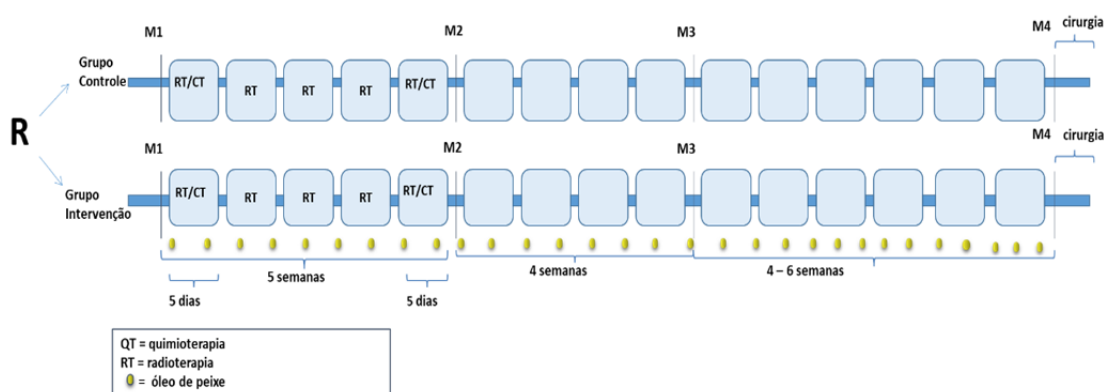 M1
M2
M3
M4
cirurgia
Grupo
Controle
RT/CT
RT
RT
RT
RT/CT
R
M1
M2
M3
M4
cirurgia
Grupo
Intervenção
RT/CT
RT
RT
RT
RT/CT
5 semanas
4 semanas
4 – 6 semanas
5 dias
5 dias
QT = quimioterapia
RT = radioterapia
= óleo de peixe